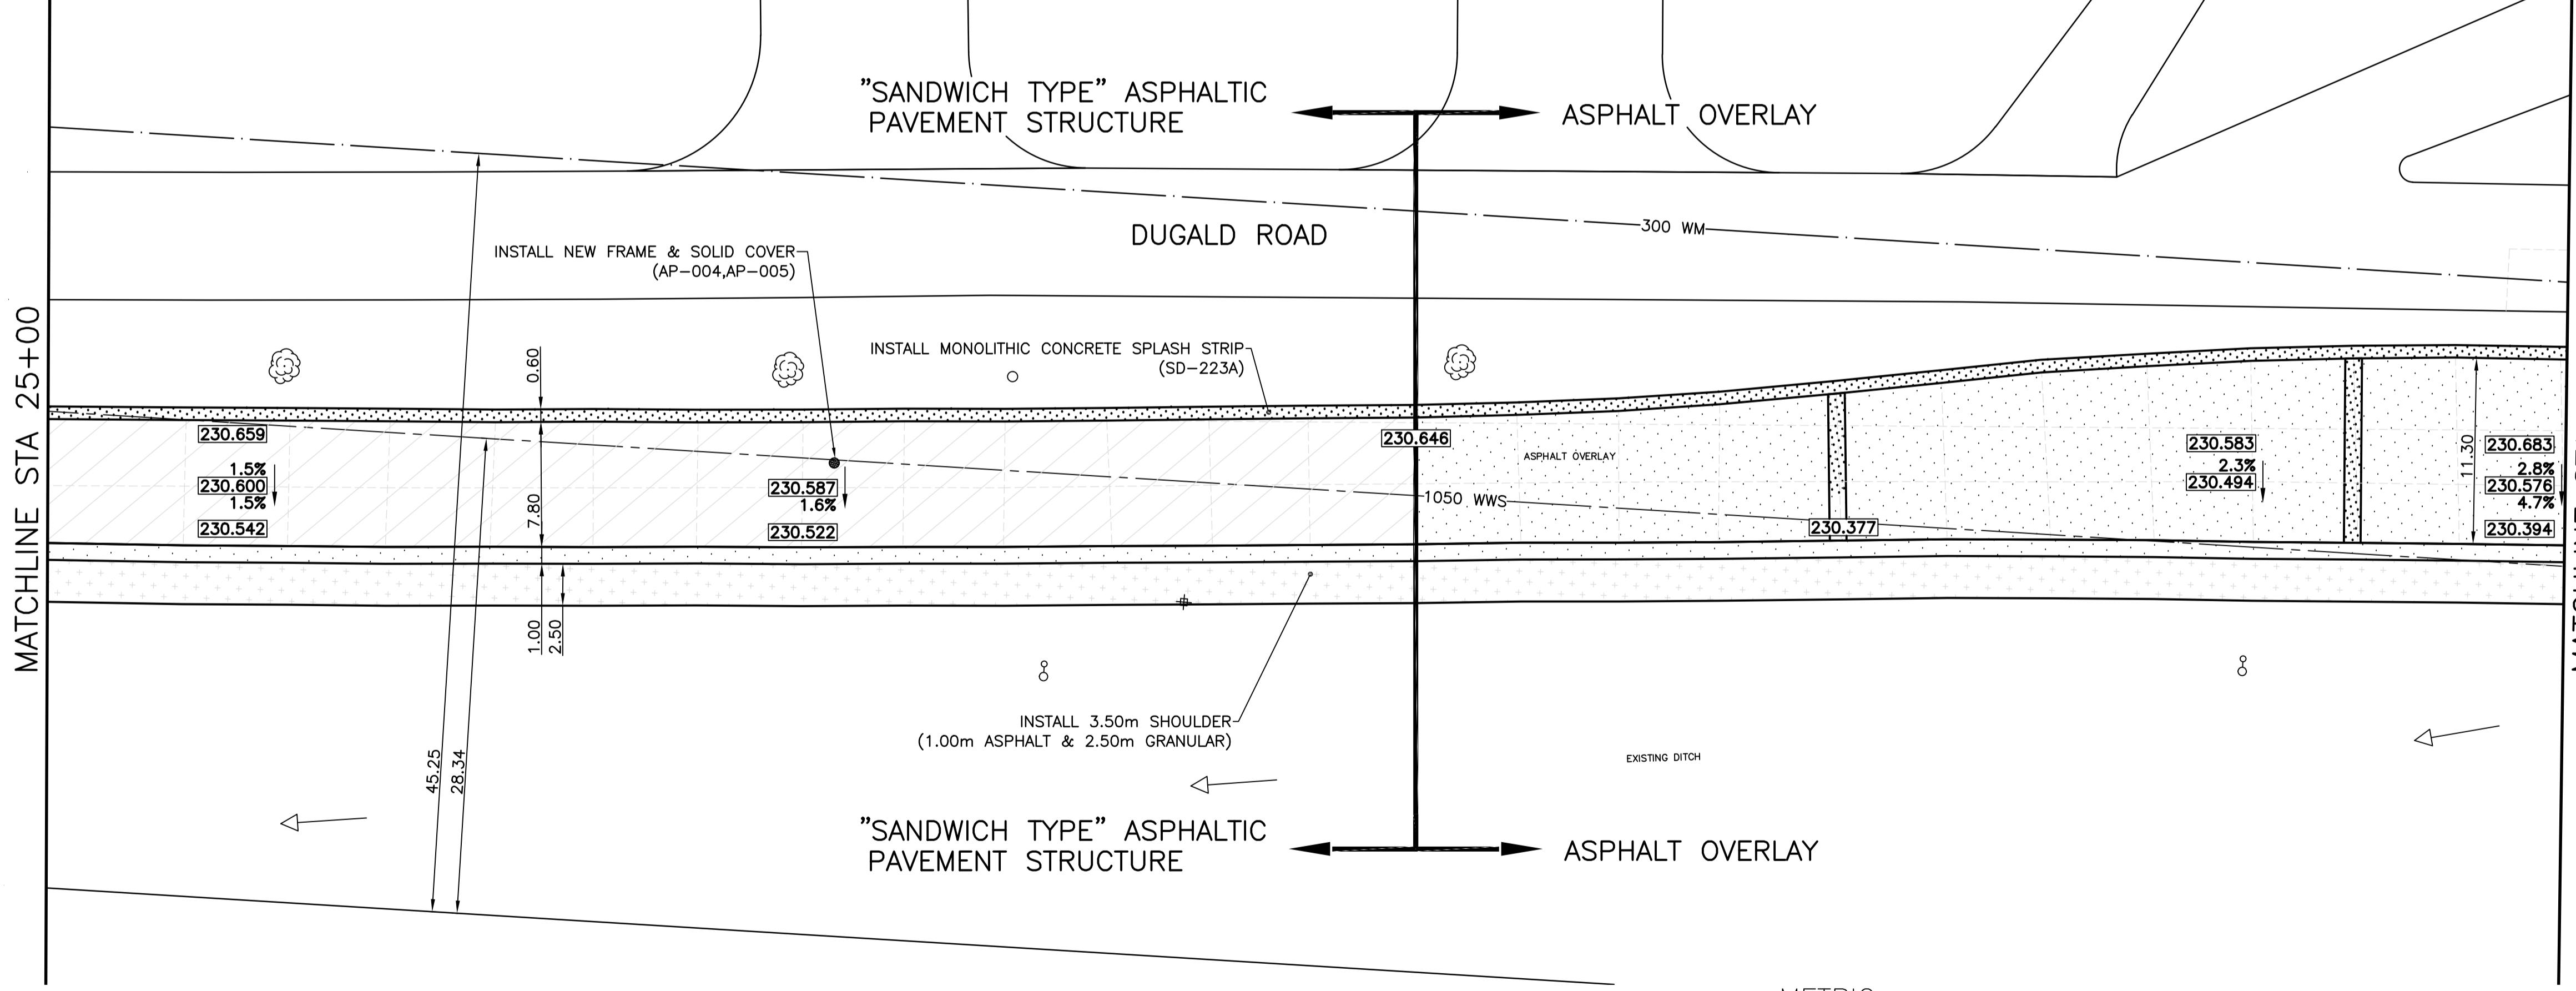 "SANDWICH TYPE" ASPHALTIC
PAVEMENT STRUCTURE
ASPHALT OVERLAY
300 WM
DUGALD ROAD
INSTALL NEW FRAME & SOLID COVER
(AP-004,AP-005)
MATCHLINE STA 25+00
0.60
INSTALL MONOLITHIC CONCRETE SPLASH STRIP
(SD-223A)
230.659
1.5%
230.600
1.5%
230.542
7.80
230.587
1.6%
230.522
230.646
ASPHALT OVERLAY
1050 WWS
230.377
230.583
2.3%
230.494
11.30
230.683
2.8%
230.576
4.7%
230.394
1.00
2.50
45.25
28.34
INSTALL 3.50m SHOULDER
(1.00m ASPHALT & 2.50m GRANULAR)
EXISTING DITCH
"SANDWICH TYPE" ASPHALTIC
PAVEMENT STRUCTURE
ASPHALT OVERLAY